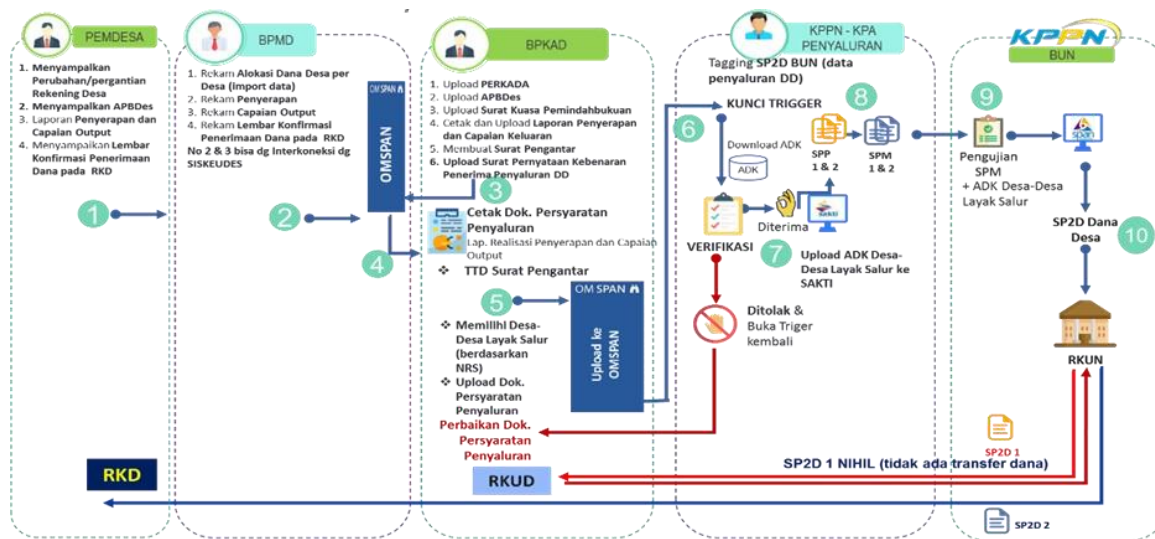 PEMDESA
1. Menyampaikan
Perubahan/pergantian
Rekening Desa
2. Menyampaikan APBDes
3. Laporan Penyerapan dan
Capaian Output
4. Menyampaikan Lembar
Konfirmasi Penerimaan
Dana pada RKD
1
RKD
BPMD
1. Rekam Alokasi Dana Desa per
Desa (import data)
2. Rekam Penyerapan
3. Rekam Capaian Output
4. Rekam Lembar Konfirmasi
Penerimaan Dana pada RKD
No 2 & 3 bisa dg Interkoneksi dg
SISKEUDES
2
OM SPAN
OMSPAN
4
BPKAD
1. Upload PERKADA
2. Upload APBDes
3. Upload Surat Kuasa Pemindahbukuan
4. Cetak dan Upload Laporan Penyerapan
dan Capaian Keluaran
5. Membuat Surat Pengantar
6. Upload Surat Pernyataan Kebenaran
Penerima Penyaluran DD
3
Cetak Dok. Persyaratan
Penyaluran
Lap. Realisasi Penyerapan dan Capaian
Output
❖ TTD Surat Pengantar
5
OM SPAN
Upload ke
OMSPAN
❖ Memilihi Desa-
Desa Layak Salur
(berdasarkan
NRS)
❖ Upload Dok.
Persyaratan
Penyaluran
Perbaikan Dok.
Persyaratan
Penyaluran
RKUD
KPPN - KPA
PENYALURAN
Tagging SP2D BUN (data
penyaluran DD)
KUNCI TRIGGER
6
Download ADK
ADK
VERIFIKASI
Diterima
sakti
7
Upload ADK Desa-
Desa Layak Salur ke
SAKTI
8
SPP
1 & 2
SPM
1 & 2
Ditolak &
Buka Triger
kembali
KPPN
BUN
9
Pengujian
SPM
+ ADK Desa-Desa
Layak Salur
span
SP2D Dana
Desa
10
RKUN
SP2D 1
SP2D 1 NIHIL (tidak ada transfer dana)
SP2D 2